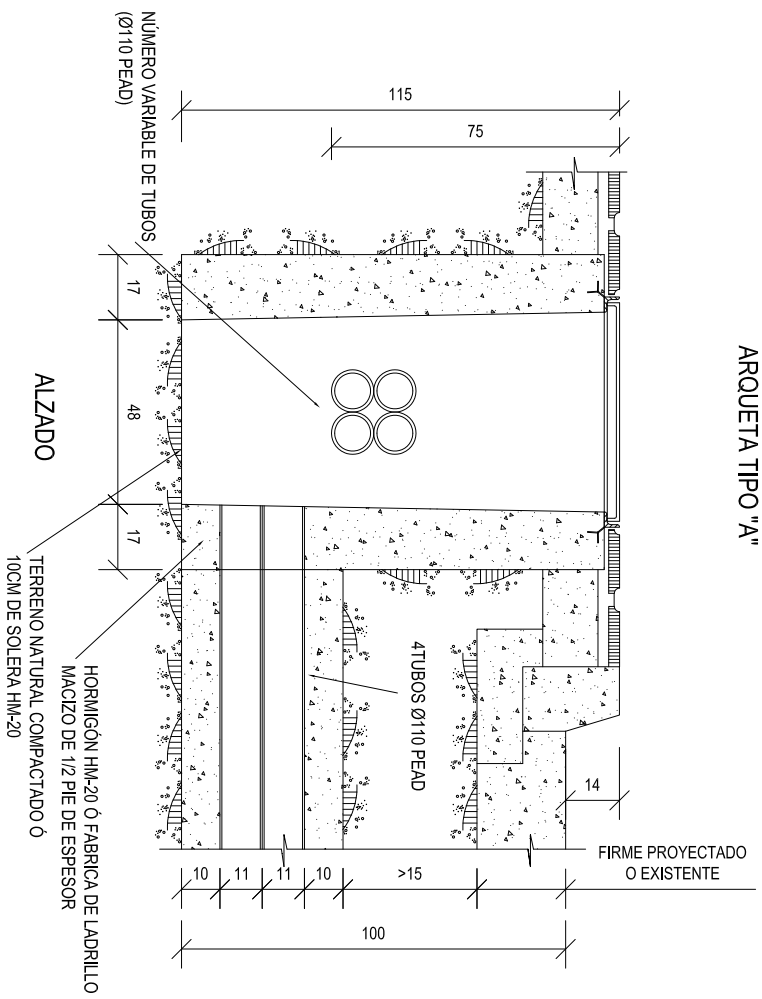 ARQUETA TIPO "A"
115
75
NÚMERO VARIABLE DE TUBOS
(Ø110 PEAD)
17
48
17
ALZADO
4TUBOS Ø110 PEAD
14
FIRME PROYECTADO
O EXISTENTE
10
11
11
10
>15
100
HORMIGÓN HM-20 Ó FABRICA DE LADRILLO
MACIZO DE 1/2 PIE DE ESPESOR
TERRENO NATURAL COMPACTADO Ó
10CM DE SOLERA HM-20